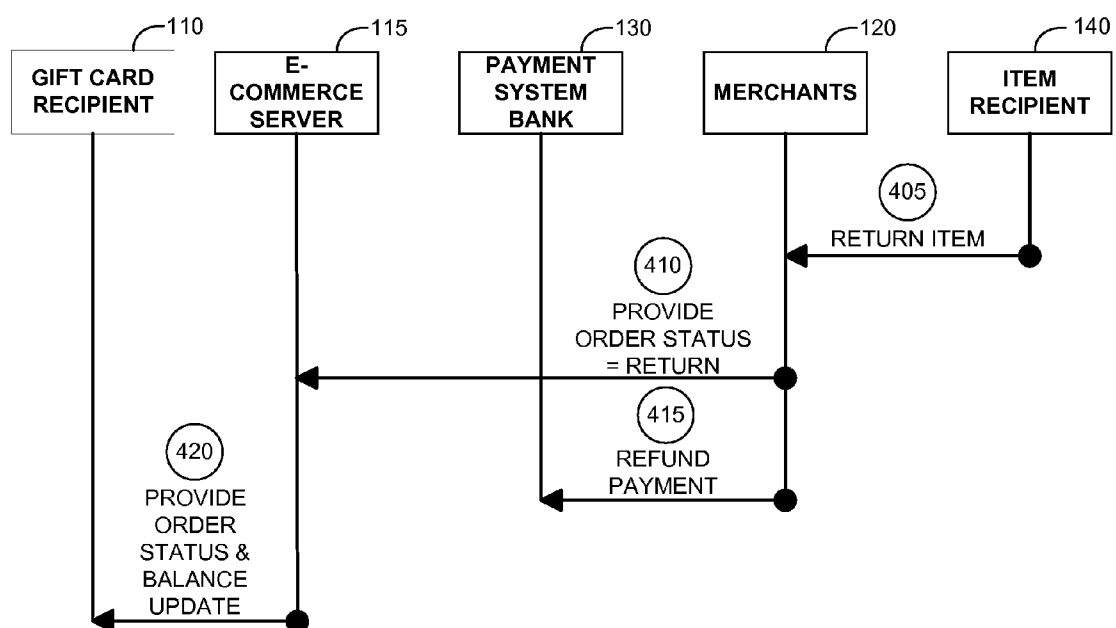 110
115
130
120
140
GIFT CARD
RECIPIENT
E-
COMMERCE
SERVER
PAYMENT
SYSTEM
BANK
MERCHANTS
ITEM
RECIPIENT
405
RETURN ITEM
410
PROVIDE
ORDER STATUS
= RETURN
415
REFUND
PAYMENT
420
PROVIDE
ORDER
STATUS &
BALANCE
UPDATE